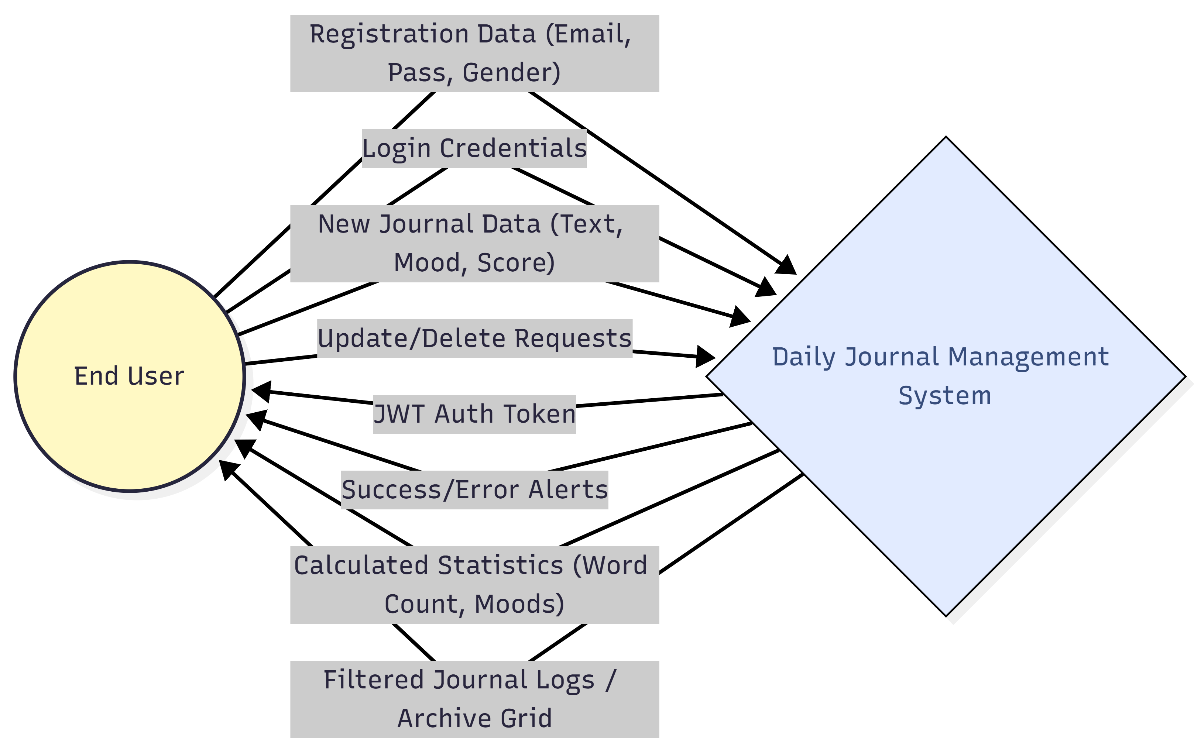 Registration Data (Email,
Pass, Gender)
Login Credentials
New Journal Data (Text,
Mood, Score)
Update/Delete Requests
End User
Daily Journal Management
System
JWT Auth Token
Success/Error Alerts
Calculated Statistics (Word
Count, Moods)
Filtered Journal Logs /
Archive Grid